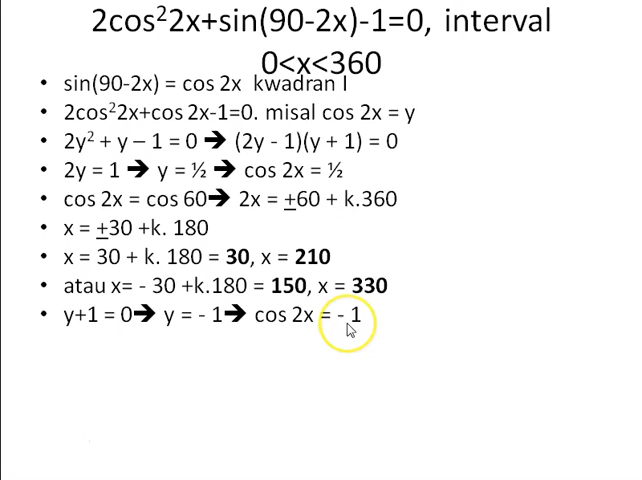 2cos²2x+sin(90-2x)-1=0, interval
0<x<360
• sin(90-2x) = cos 2x kwadran I
• 2cos²2x+cos 2x-1=0. misal cos 2x = y
• 2y² + y – 1 = 0 ➔ (2y - 1)(y + 1) = 0
• 2y = 1 ➔ y = ½ ➔ cos 2x = ½
• cos 2x = cos 60➔ 2x = ±60 + k.360
• x = ±30 +k. 180
• x = 30 + k. 180 = 30, x = 210
• atau x= - 30 +k.180 = 150, x = 330
• y+1 = 0➔ y = - 1➔ cos 2x = - 1